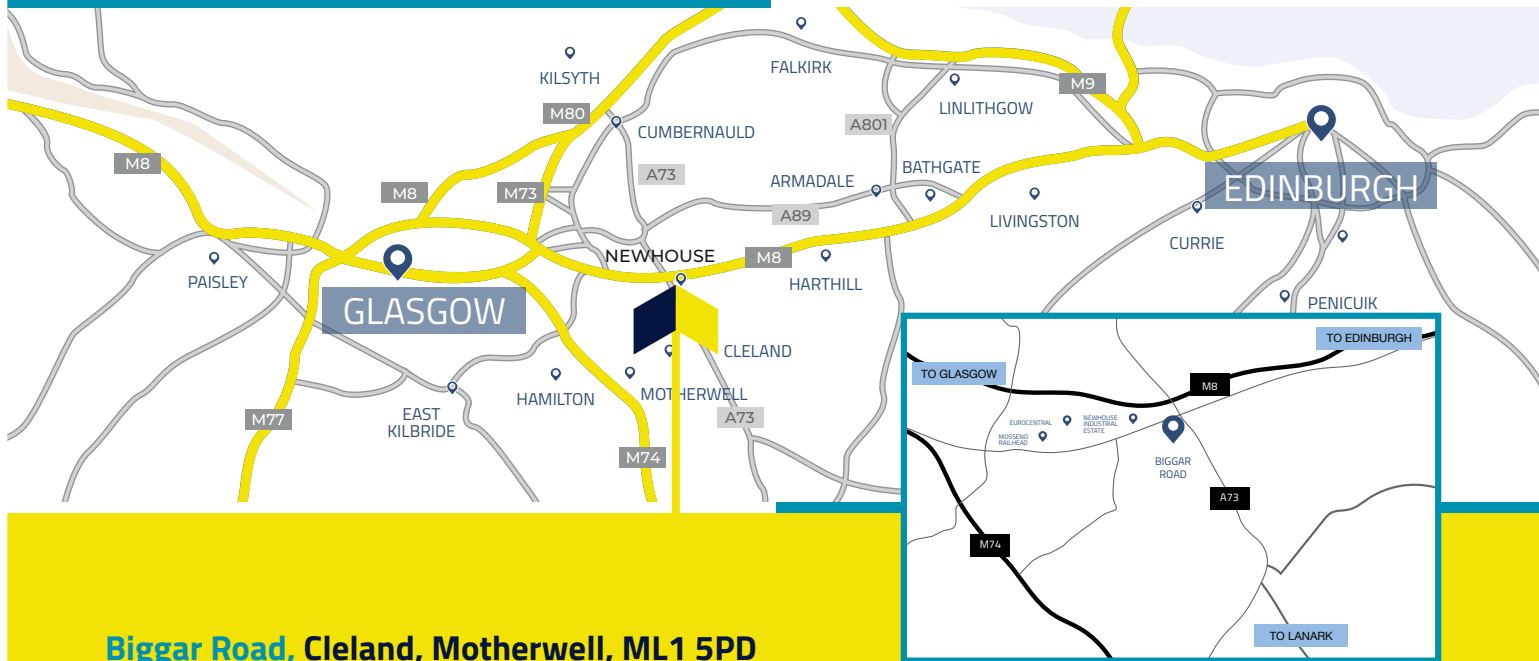 KILSYTH
FALKIRK
M9
LINLITHGOW
M80
CUMBERNAULD
A801
M8
M8
M73
A73
ARMADALE
BATHGATE
EDINBURGH
A89
LIVINGSTON
CURRIE
NEWHOUSE
M8
PAISLEY
HARTHILL
GLASGOW
PENICUIK
CLELAND
EAST
KILBRIDE
HAMILTON
MOTHERWELL
M77
A73
M74
TO EDINBURGH
TO GLASGOW
M8
EUROCENTRAL
NEWHOUSE
INDUSTRIAL
ESTATE
MOSSEND
RAILHEAD
BIGGAR
ROAD
A73
M74
TO LANARK
Biggar Road, Cleland, Motherwell, ML1 5PD